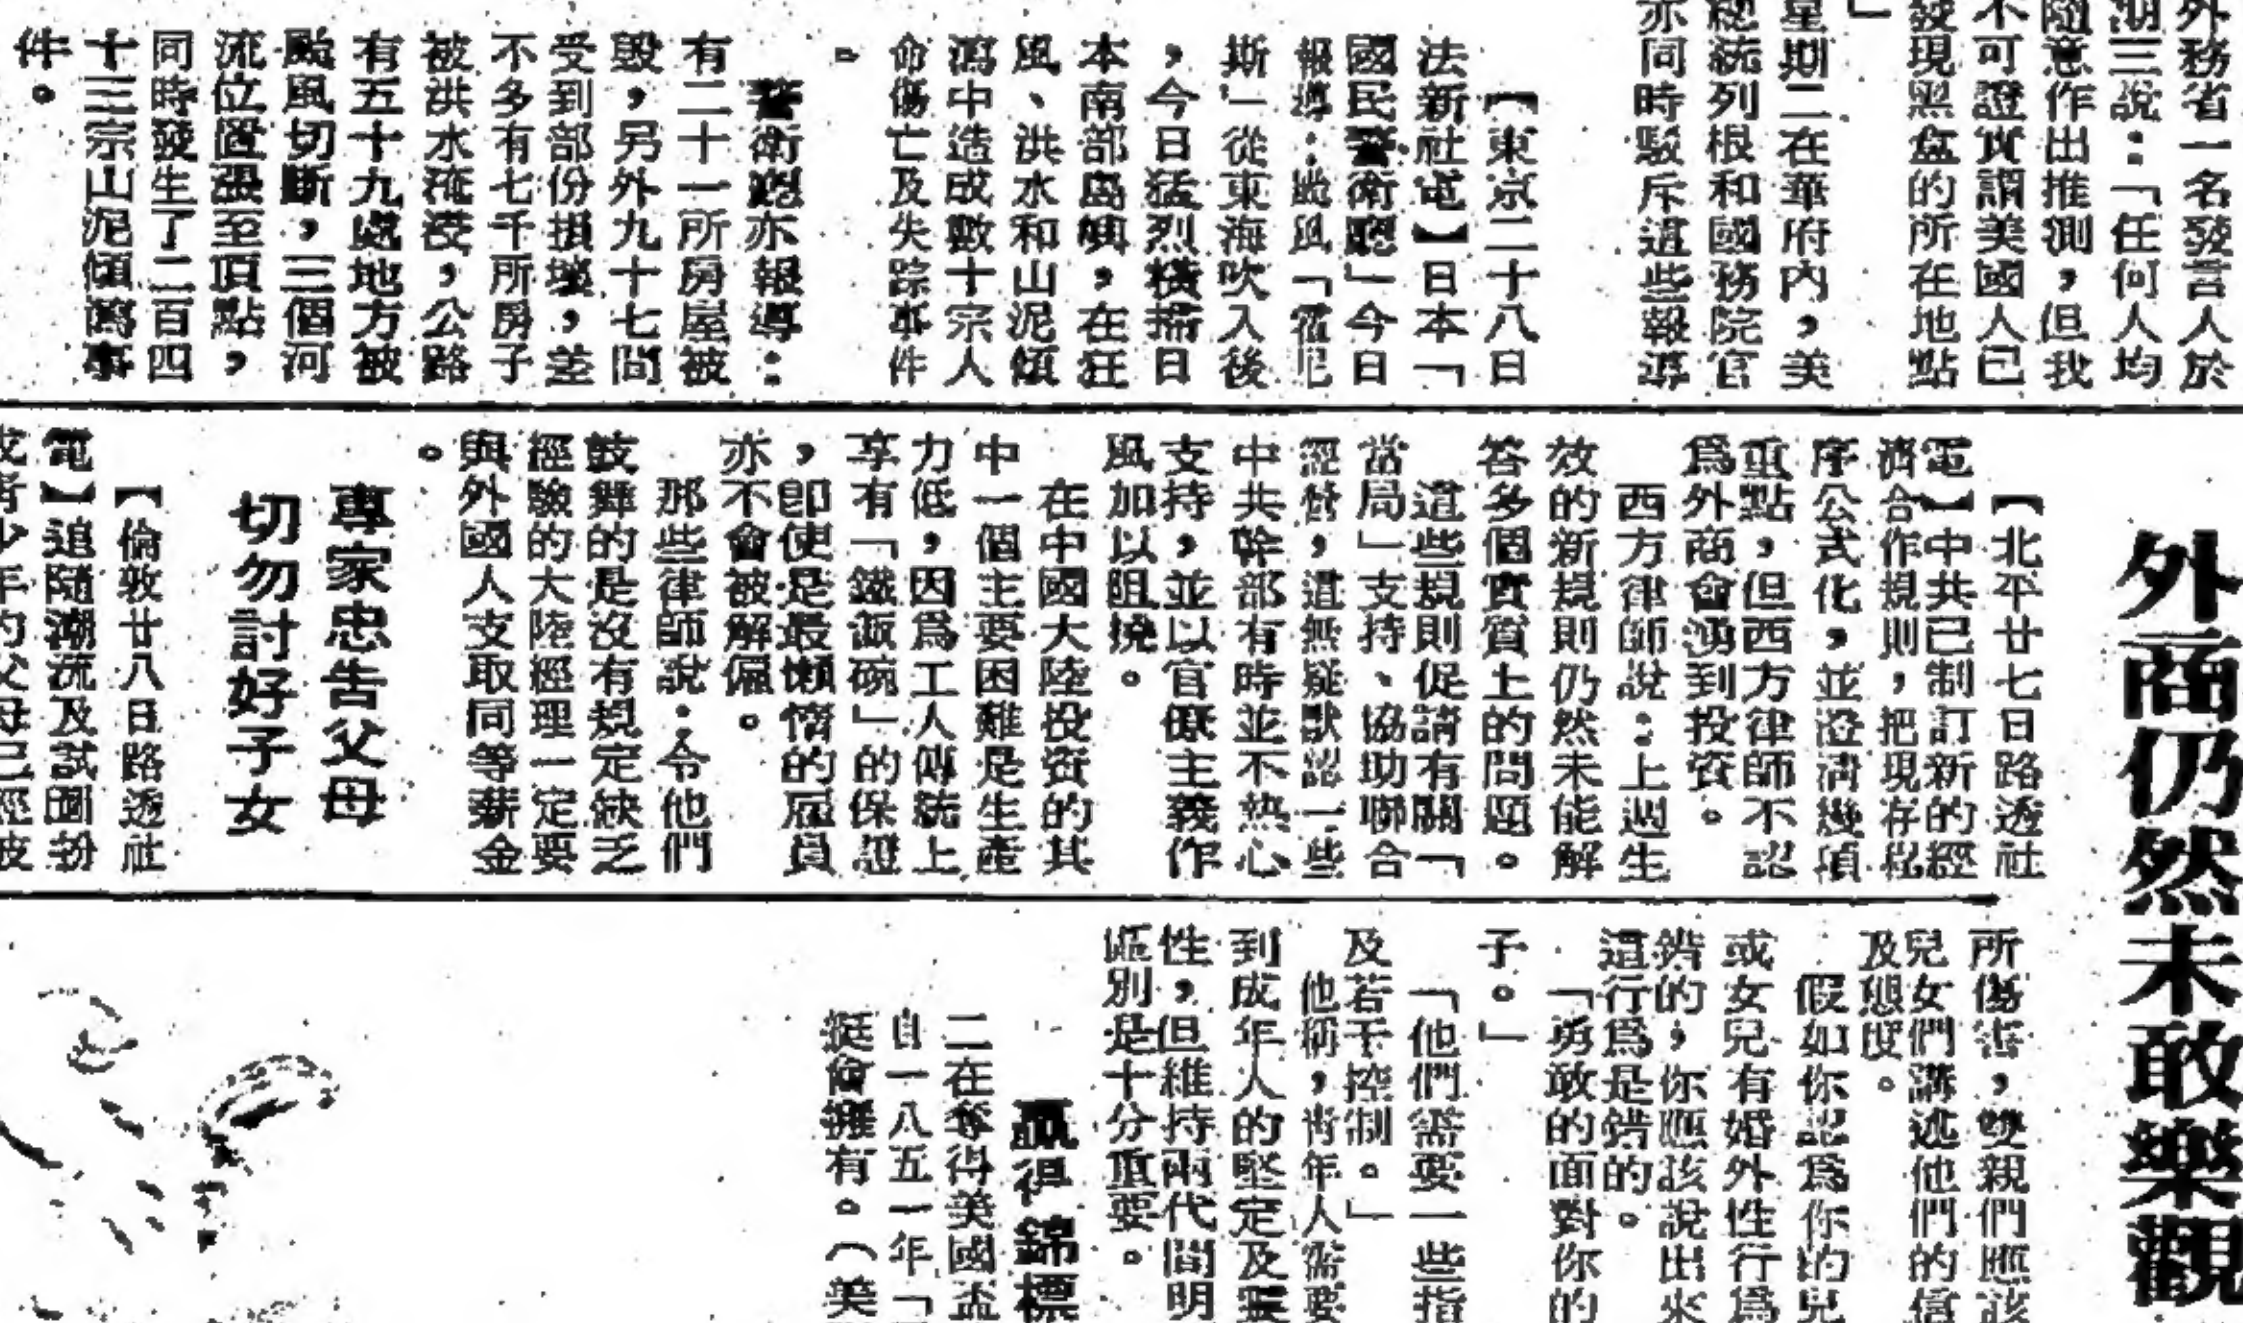 外務省一名發言人於
期三說：「任何人均
隨意作出推測，但我
不可證實謂美國人已
發現黑盒的所在地點
」
星期二在華府內，美
總統列根和國務院官
亦同時駁斥這些報導
【東京二十八日
法新社電】日本「
國民警衛廳」今日
報導：颱風「霍尼
斯」從東海吹入後
，今日猛烈橫掃日
本南部島嶼，在狂
風、洪水和山泥傾
瀉中造成數十宗人
命傷亡及失踪事件
。
警衛廳亦報導：
有二十一所房屋被
毀，另外九十七間
受到部份損壞，差
不多有七千所房子
被洪水淹浸，公路
有五十九處地方被
颱風切斷，三個河
流位置漲至頂點，
同時發生了二百四
十三宗山泥傾瀉事
件。
外商仍然未敢樂觀
【北平廿七日路透社
電】中共已制訂新的經
濟合作規則，把現存程
序公式化，並澄清幾項
重點，但西方律師不認
爲外商會湧到投資。
西方律師說：上週生
效的新規則仍然未能解
答多個實質上的問題。
這些規則促請有關「
當局」支持、協助聯合
經營，這無疑默認一些
中共幹部有時並不熱心
支持，並以官僚主義作
風加以阻撓。
在中國大陸投資的其
中一個主要困難是生產
力低，因爲工人傳統上
享有「鐵飯碗」的保證
，即使是最懶惰的雇員
亦不會被解僱。
那些律師說：令他們
鼓舞的是沒有規定缺乏
經驗的大陸經理一定要
與外國人支取同等薪金
。
專家忠告父母
切勿討好子女
【倫敦廿八日路透社
電】追隨潮流及試圖扮
或者少年的父母已經被
所傷害，雙親們應該
兒女們講述他們的信
及態度。
假如你認爲你的兒
或女兒有婚外性行爲
錯的，你應該說出來
這行爲是錯的。
「勇敢的面對你的
子。」
「他們需要一些指
及若干控制。」
他稱，青年人需要
到成年人的堅定及
性，但維持兩代間明
區別是十分重要。
贏得錦標
二在奪得美國盃
自一八五一年「
艇會擁有。（美